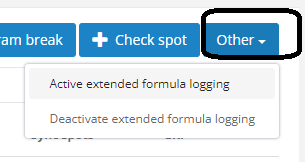 ram break
Check spot
Other
Active extended formula logging
Deactivate extended formula logging